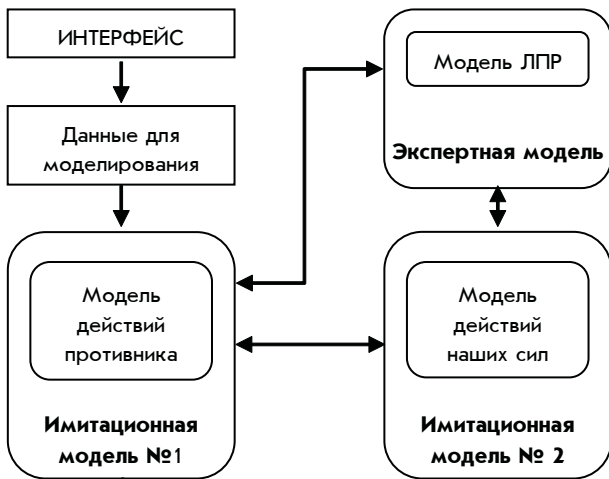 ИНТЕРФЕЙС
Данные для
моделирования
Модель
действий
противника
Имитационная
модель №1
Модель ЛПР
Экспертная модель
Модель
действий
наших сил
Имитационная
модель № 2